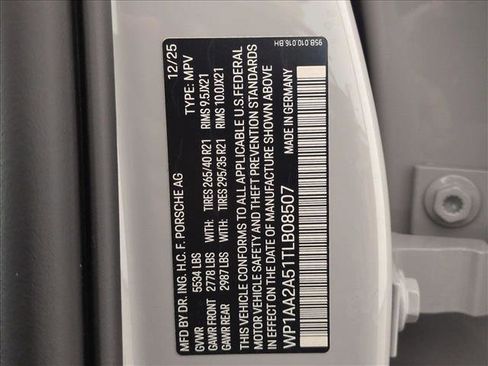 95B.010.016.BH
MFD BY DR. ING. H.C. F. PORSCHE AG 12/25
GVWR 5534 LBS TYPE: MPV
GAWR FRONT 2778 LBS WITH: TIRES 265/40 R21 RIMS 9.5JX21
GAWR REAR 2987 LBS WITH: TIRES 295/35 R21 RIMS 10.0JX21
THIS VEHICLE CONFORMS TO ALL APPLICABLE U.S.FEDERAL
MOTOR VEHICLE SAFETY AND THEFT PREVENTION STANDARDS
IN EFFECT ON THE DATE OF MANUFACTURE SHOWN ABOVE
WP1AA2A51TLB08507 MADE IN GERMANY